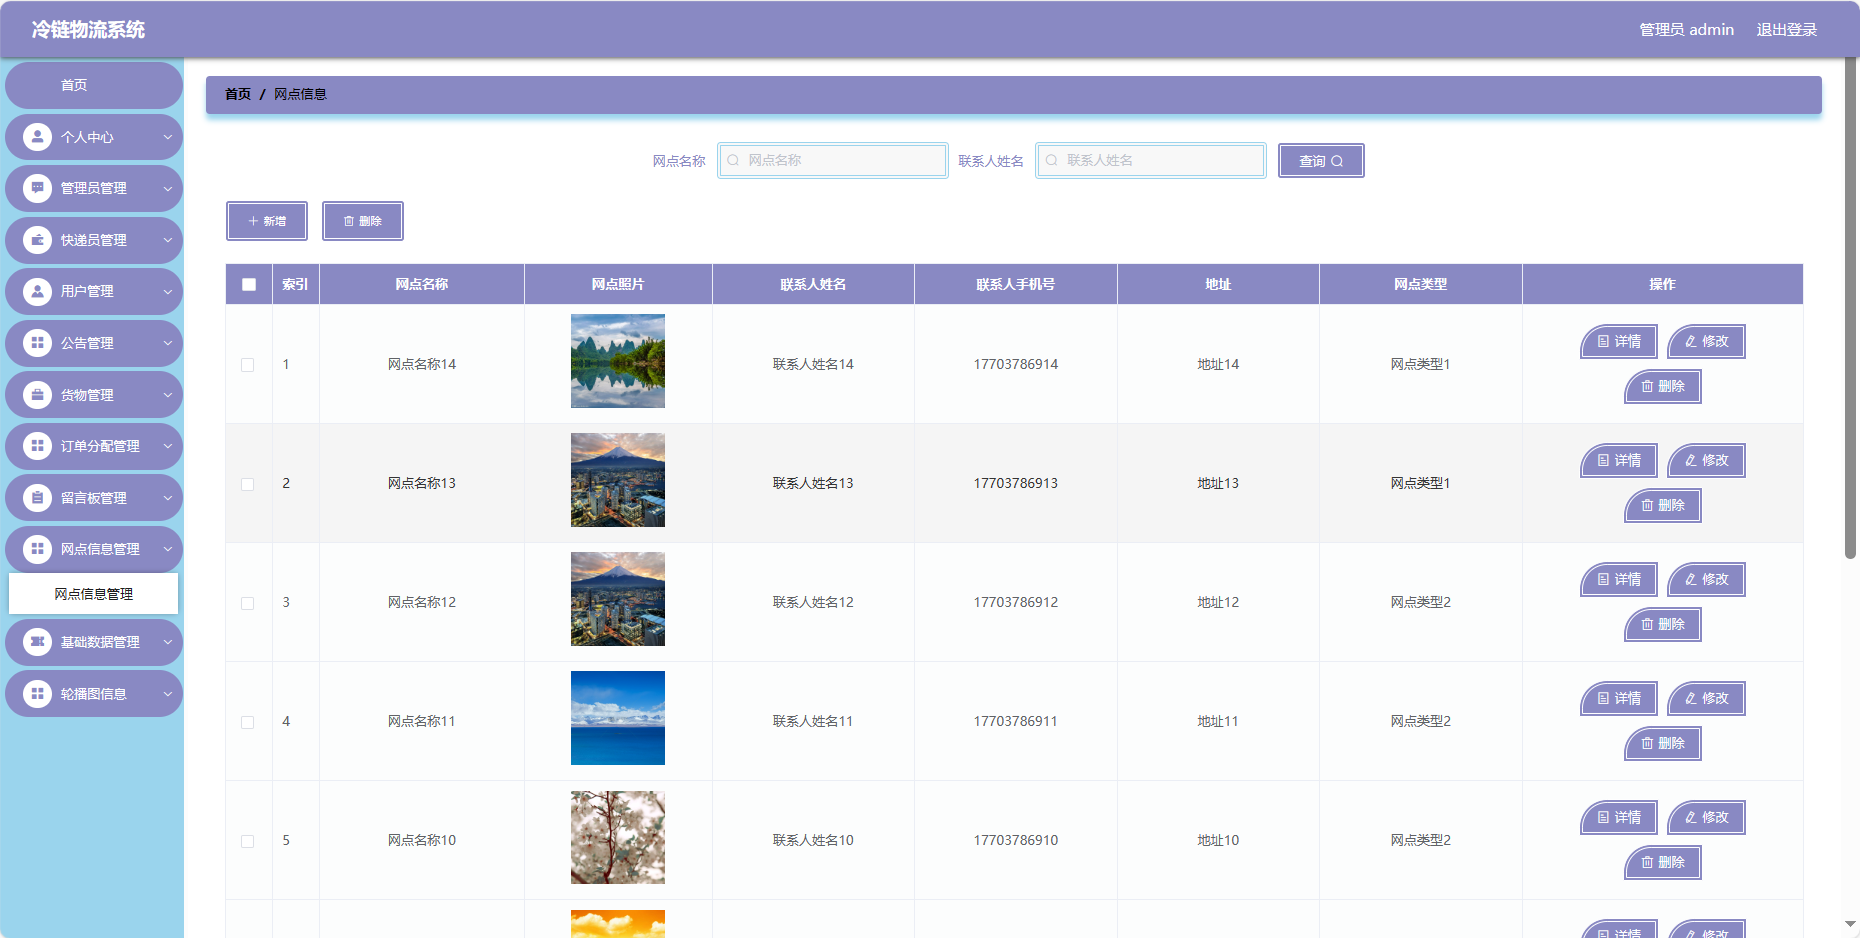 冷链物流系统
管理员 admin 退出登录
首页
个人中心
管理员管理
快递员管理
用户管理
公告管理
货物管理
订单分配管理
留言板管理
网点信息管理
网点信息管理
基础数据管理
轮播图信息
首页 / 网点信息
网点名称 网点名称 联系人姓名 联系人姓名 查询
新增 删除
索引 网点名称 网点照片 联系人姓名 联系人手机号 地址 网点类型 操作
1 网点名称14 联系人姓名14 17703786914 地址14 网点类型1 详情 修改
删除
2 网点名称13 联系人姓名13 17703786913 地址13 网点类型1 详情 修改
删除
3 网点名称12 联系人姓名12 17703786912 地址12 网点类型2 详情 修改
删除
4 网点名称11 联系人姓名11 17703786911 地址11 网点类型2 详情 修改
删除
5 网点名称10 联系人姓名10 17703786910 地址10 网点类型2 详情 修改
删除
详情 修改